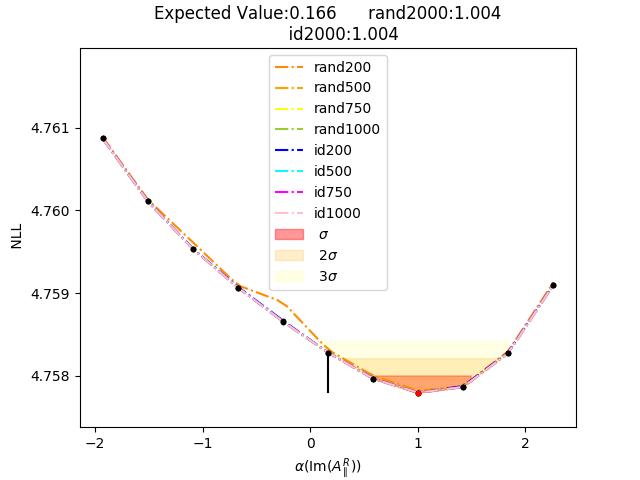 Expected Value:0.166 rand2000:1.004
id2000:1.004
rand200
rand500
rand750
rand1000
id200
id500
id750
id1000
σ
2σ
3σ
4.761
4.760
4.759
4.758
NLL
−2
−1
0
1
2
α(Im(A∥^R))